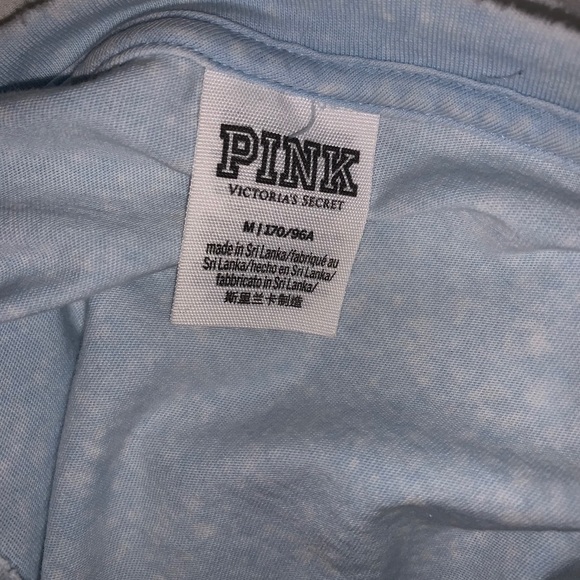 PINK
VICTORIA'S SECRET
M | 170/96A
made in Sri Lanka/fabriqué au
Sri Lanka/hecho en Sri Lanka/
fabbricato in Sri Lanka/
斯里兰卡制造